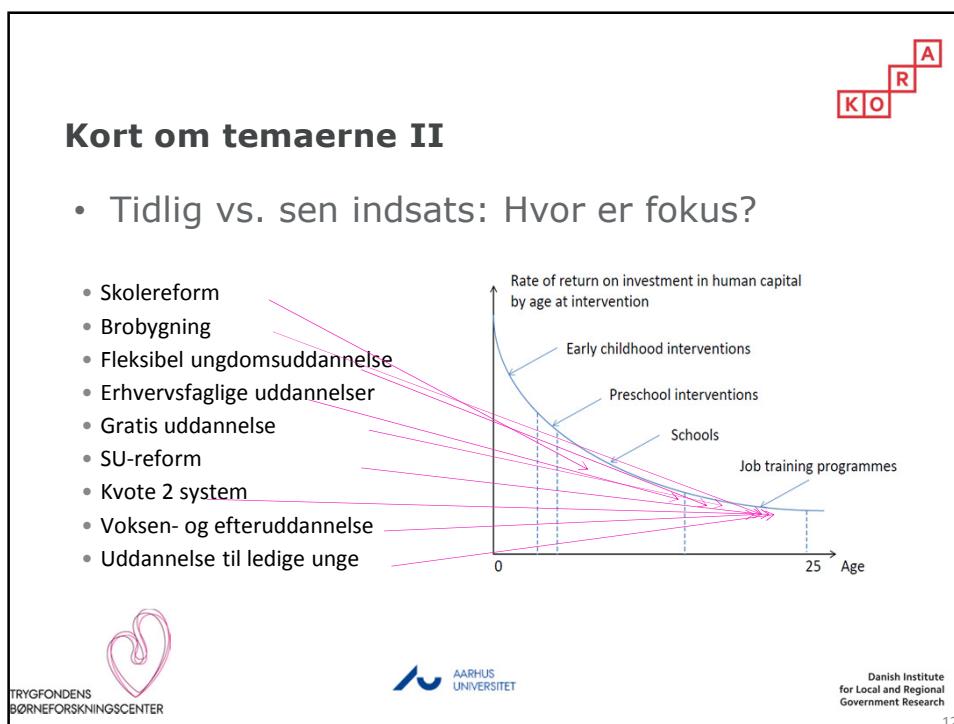 KORA
Kort om temaerne II
• Tidlig vs. sen indsats: Hvor er fokus?
• Skolereform
• Brobygning
• Fleksibel ungdomsuddannelse
• Erhvervsfaglige uddannelser
• Gratis uddannelse
• SU-reform
• Kvote 2 system
• Voksen- og efteruddannelse
• Uddannelse til ledige unge
Rate of return on investment in human capital
by age at intervention
Early childhood interventions
Preschool interventions
Schools
Job training programmes
0
25
Age
TRYGFONDENS
BØRNEFORSKNINGSCENTER
AARHUS
UNIVERSITET
Danish Institute
for Local and Regional
Government Research